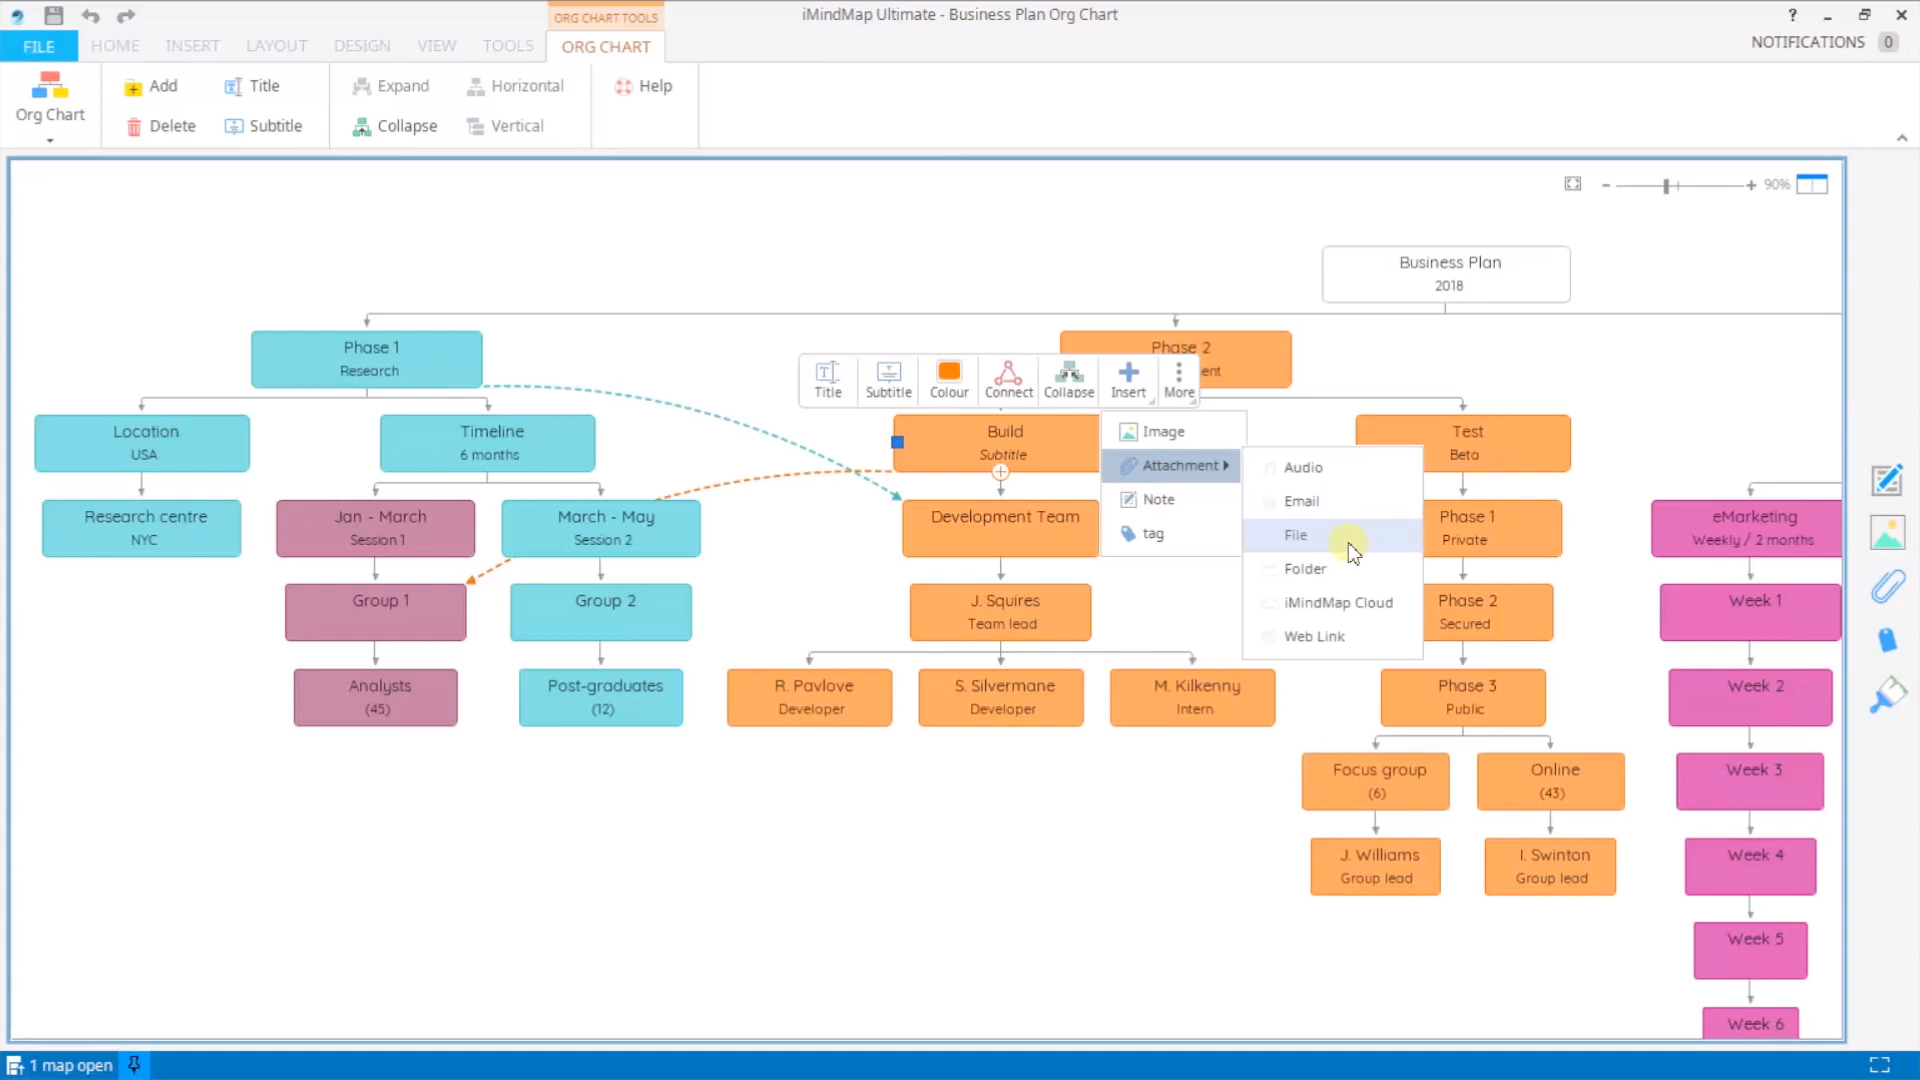 ORG CHART TOOLS
iMindMap Ultimate - Business Plan Org Chart
?
FILE HOME INSERT LAYOUT DESIGN VIEW TOOLS ORG CHART
NOTIFICATIONS 0
Org Chart
Add
Delete
Title
Subtitle
Expand
Collapse
Horizontal
Vertical
Help
90%
Business Plan
2018
Phase 1
Research
Phase 2
ent
Title
Subtitle
Colour
Connect
Collapse
Insert
More
Location
USA
Timeline
6 months
Build
Subtitle
Test
Beta
Image
Attachment
Note
tag
Audio
Email
File
Folder
iMindMap Cloud
Web Link
Research centre
NYC
Jan - March
Session 1
March - May
Session 2
Development Team
Phase 1
Private
eMarketing
Weekly / 2 months
Group 1
Group 2
J. Squires
Team lead
Phase 2
Secured
Week 1
Analysts
(45)
Post-graduates
(12)
R. Pavlove
Developer
S. Silvermane
Developer
M. Kilkenny
Intern
Phase 3
Public
Week 2
Focus group
(6)
Online
(43)
Week 3
J. Williams
Group lead
I. Swinton
Group lead
Week 4
Week 5
Week 6
1 map open